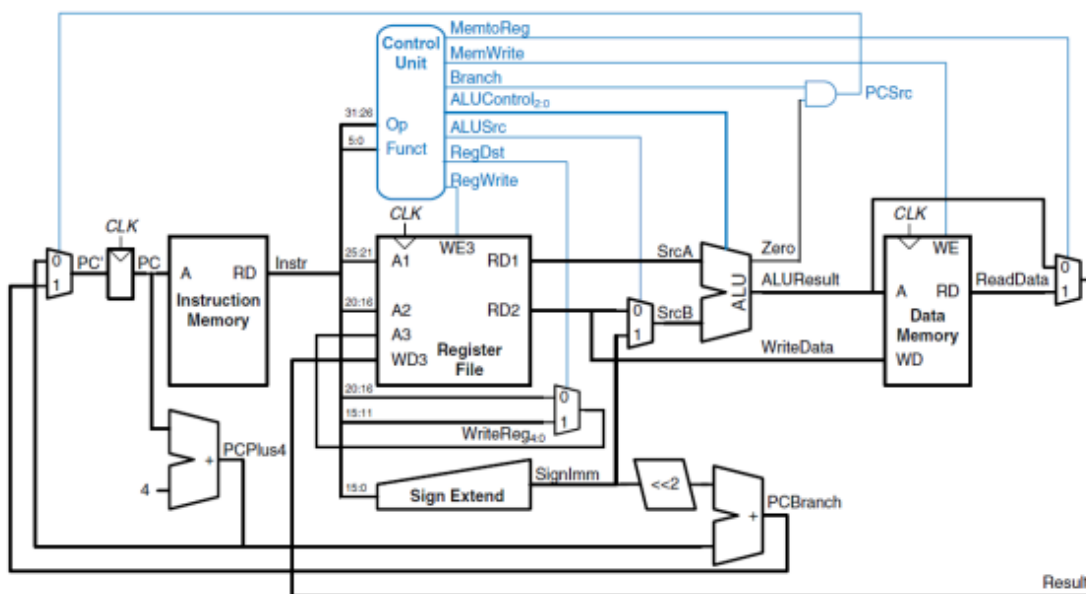 MemtoReg
Control
Unit
MemWrite
Branch
ALUControl2:0
PCSrc
31:26
Op
ALUSrc
5:0
Funct
RegDst
RegWrite
CLK
CLK
CLK
WE3
WE
0
PC'
PC
A
RD
Instr
25:21
A1
RD1
SrcA
Zero
0
1
Instruction
Memory
20:16
A2
RD2
0
SrcB
ALU
ALUResult
A
RD
ReadData
1
A3
1
Data
Memory
WD3
Register
File
WriteData
WD
20:16
0
15:11
1
WriteReg4:0
PCPlus4
+
4
15:0
Sign Extend
SignImm
<<2
PCBranch
+
Result